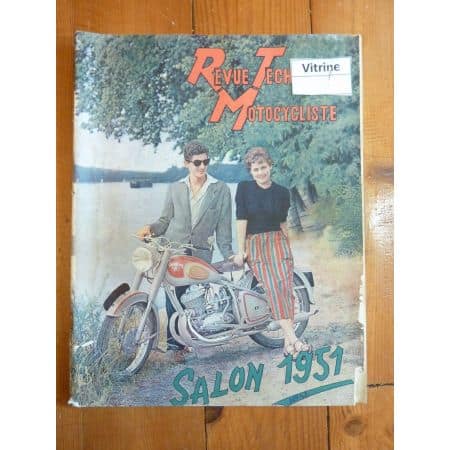 REVUE TECH
Vitrine
MOTOCYCLISTE
SALON 1951